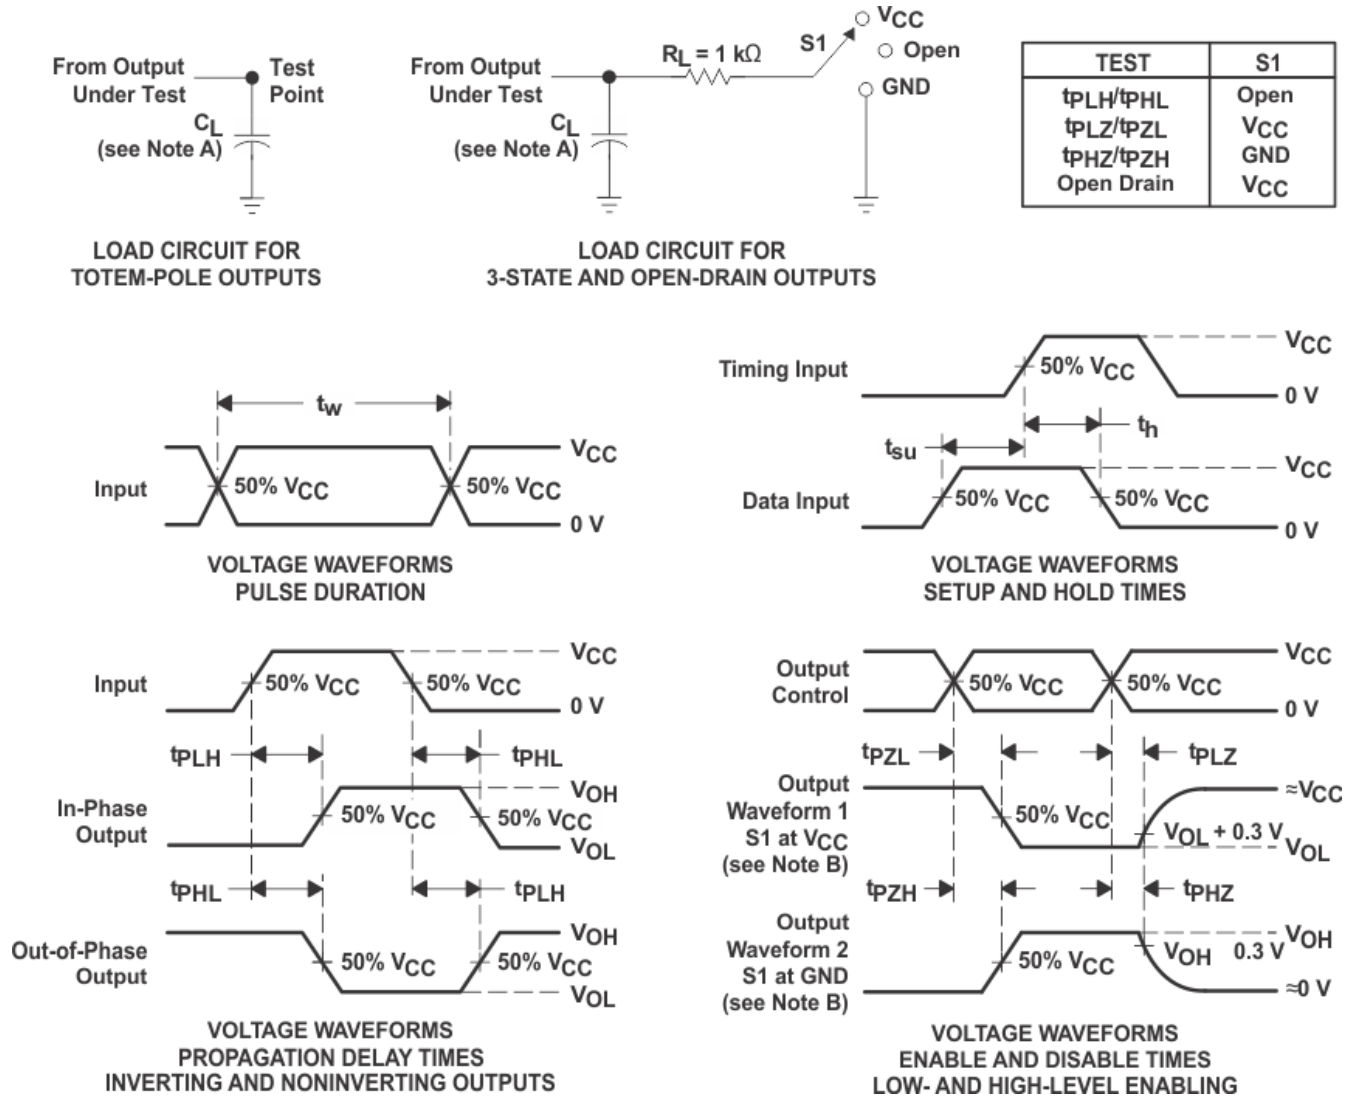 From Output
Under Test
Test
Point
CL
(see Note A)
LOAD CIRCUIT FOR
TOTEM-POLE OUTPUTS
From Output
Under Test
RL = 1 kΩ
S1
VCC
Open
GND
CL
(see Note A)
LOAD CIRCUIT FOR
3-STATE AND OPEN-DRAIN OUTPUTS
TEST S1
tPLH/tPHL Open
tPLZ/tPZL VCC
tPHZ/tPZH GND
Open Drain VCC
tw
Input
50% VCC
50% VCC
VCC
0 V
VOLTAGE WAVEFORMS
PULSE DURATION
Timing Input
50% VCC
VCC
0 V
th
tsu
Data Input
50% VCC
50% VCC
VCC
0 V
VOLTAGE WAVEFORMS
SETUP AND HOLD TIMES
Input
50% VCC
50% VCC
VCC
0 V
tPLH
tPHL
In-Phase
Output
50% VCC
50% VCC
VOH
VOL
tPHL
tPLH
Out-of-Phase
Output
50% VCC
50% VCC
VOH
VOL
VOLTAGE WAVEFORMS
PROPAGATION DELAY TIMES
INVERTING AND NONINVERTING OUTPUTS
Output
Control
50% VCC
50% VCC
VCC
0 V
tPZL
tPLZ
Output
Waveform 1
S1 at VCC
(see Note B)
50% VCC
VOL + 0.3 V
≈VCC
VOL
tPZH
tPHZ
Output
Waveform 2
S1 at GND
(see Note B)
50% VCC
VOH 0.3 V
VOH
≈0 V
VOLTAGE WAVEFORMS
ENABLE AND DISABLE TIMES
LOW- AND HIGH-LEVEL ENABLING